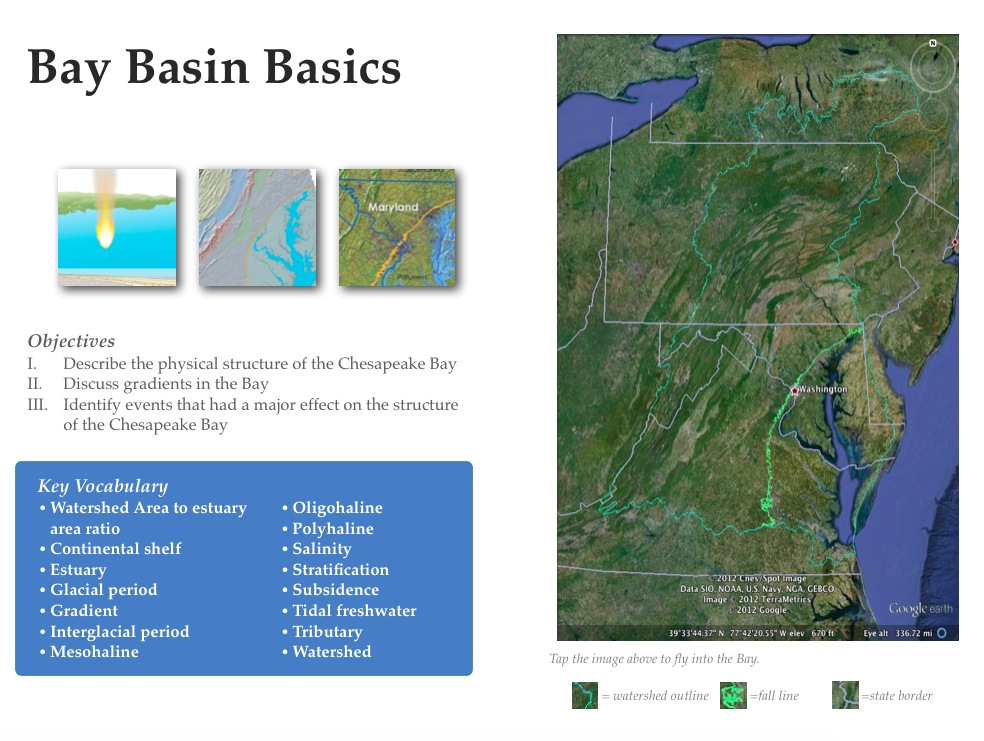 Bay Basin Basics
Maryland
Objectives
I. Describe the physical structure of the Chesapeake Bay
II. Discuss gradients in the Bay
III. Identify events that had a major effect on the structure
of the Chesapeake Bay
Key Vocabulary
• Watershed Area to estuary
area ratio
• Continental shelf
• Estuary
• Glacial period
• Gradient
• Interglacial period
• Mesohaline
• Oligohaline
• Polyhaline
• Salinity
• Stratification
• Subsidence
• Tidal freshwater
• Tributary
• Watershed
N
Washington
© 2012 Cnes/Spot Image
Data SIO, NOAA, U.S. Navy, NGA, GEBCO
Image © 2012 TerraMetrics
© 2012 Google
Google earth
39°33'44.37" N 77°42'20.55" W elev 670 ft Eye alt 336.72 mi
Tap the image above to fly into the Bay.
= watershed outline =fall line =state border